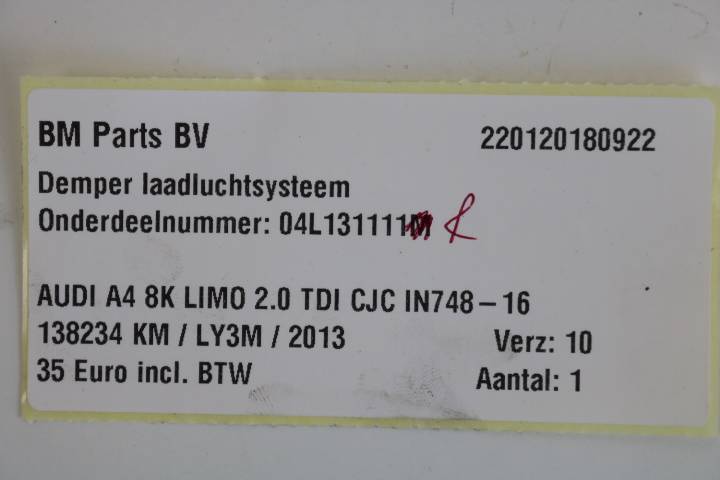 BM Parts BV 220120180922
Demper laadluchtsysteem
Onderdeelnummer: 04L131111M R
AUDI A4 8K LIMO 2.0 TDI CJC IN748-16
138234 KM / LY3M / 2013 Verz: 10
35 Euro incl. BTW Aantal: 1